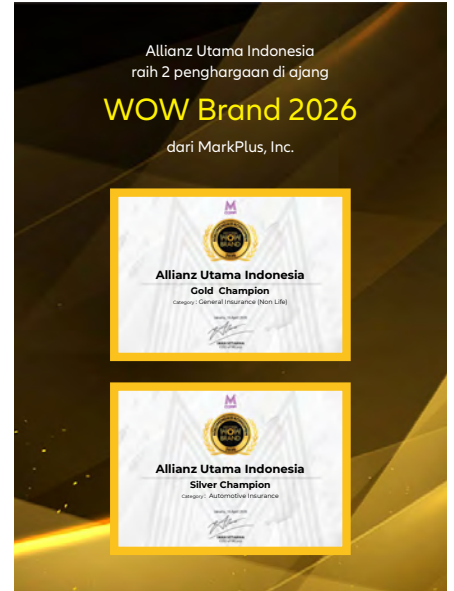 Allianz Utama Indonesia
raih 2 penghargaan di ajang
WOW Brand 2026
dari MarkPlus, Inc.
M
WOW
BRAND
Allianz Utama Indonesia
Gold Champion
Category : General Insurance (Non Life)
M
WOW
BRAND
Allianz Utama Indonesia
Silver Champion
Category : Automotive Insurance